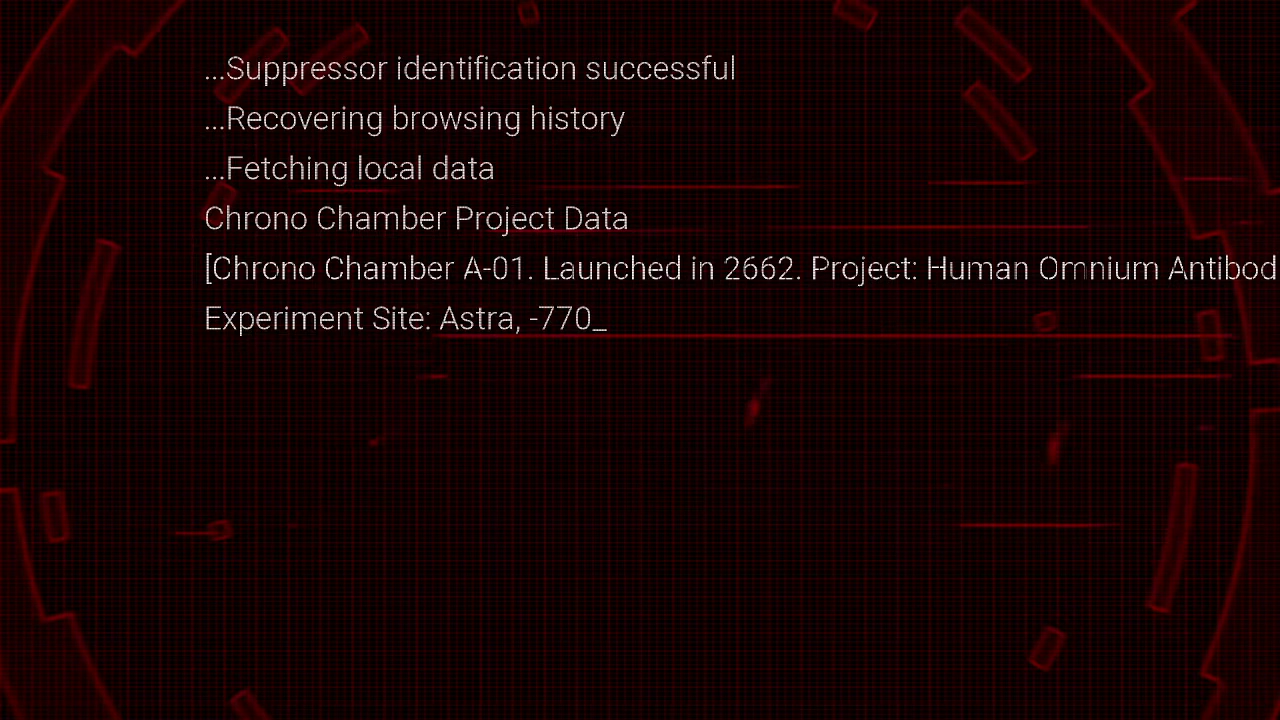 ...Suppressor identification successful
...Recovering browsing history
...Fetching local data
Chrono Chamber Project Data
[Chrono Chamber A-01. Launched in 2662. Project: Human Omnium Antibod
Experiment Site: Astra, -770_